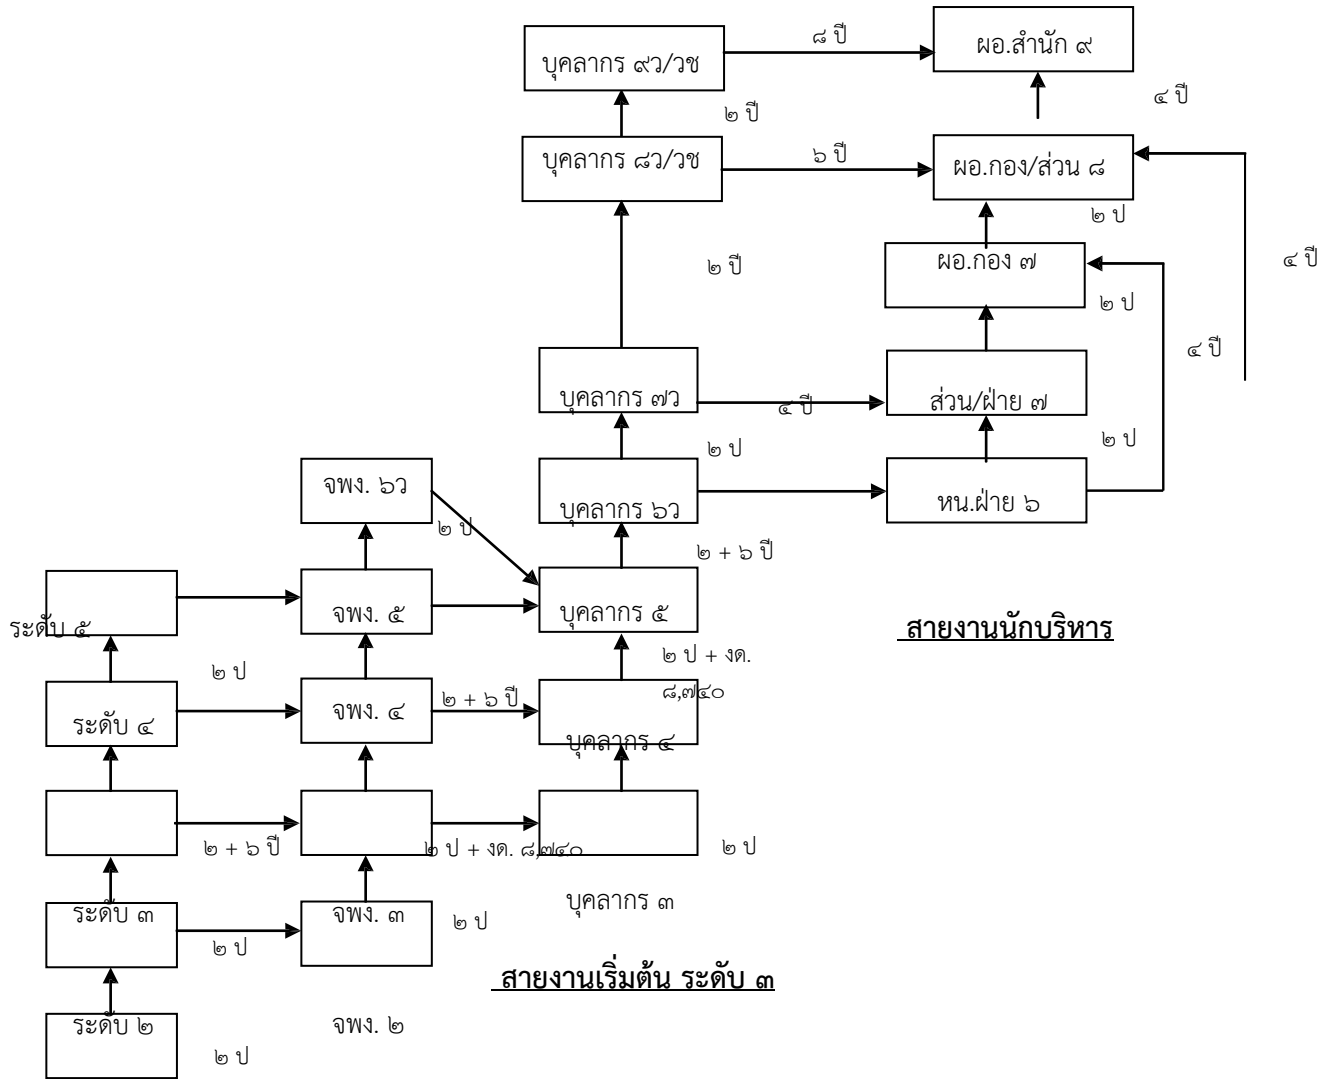 ๘ ปี
ผอ.สำนัก ๙
บุคลากร ๙ว/วช
๔ ปี
๒ ปี
บุคลากร ๘ว/วช
๖ ปี
ผอ.กอง/ส่วน ๘
๒ ป
ผอ.กอง ๗
๔ ปี
๒ ปี
๒ ป
๔ ปี
บุคลากร ๗ว
๔ ปี
ส่วน/ฝ่าย ๗
๒ ป
๒ ป
จพง. ๖ว
บุคลากร ๖ว
หน.ฝ่าย ๖
๒ ป
๒ + ๖ ปี
จพง. ๕
บุคลากร ๕
ระดับ ๕
สายงานนักบริหาร
๒ ป
๒ ป + งด.
๘,๗๔๐
๒ + ๖ ปี
ระดับ ๔
จพง. ๔
บุคลากร ๔
๒ + ๖ ปี
๒ ป + งด. ๘,๗๔๐
๒ ป
บุคลากร ๓
ระดับ ๓
จพง. ๓
๒ ป
๒ ป
สายงานเริ่มต้น ระดับ ๓
ระดับ ๒
จพง. ๒
๒ ป